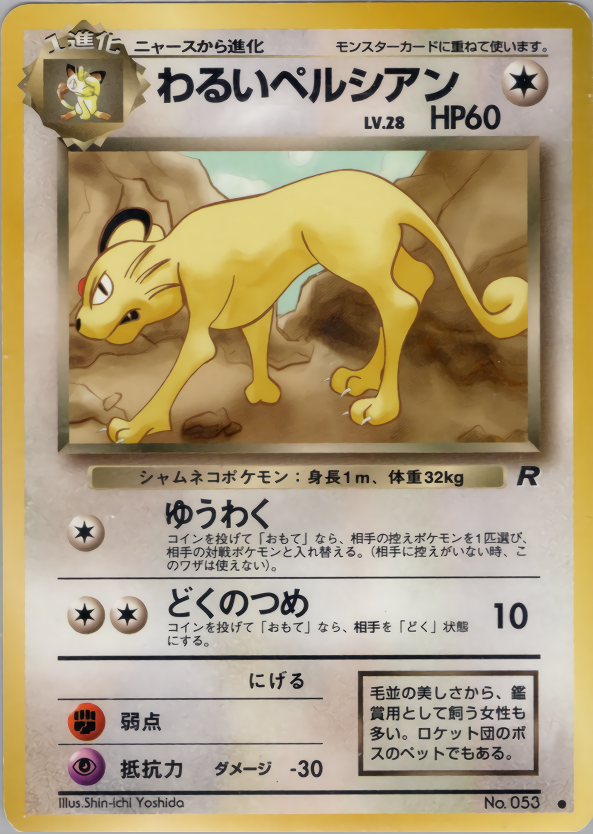 1進化
ニャースから進化
モンスターカードに重ねて使います。
わるいペルシアン
LV.28 HP60
シャムネコポケモン：身長1m、体重32kg
R
ゆうわく
コインを投げて「おもて」なら、相手の控えポケモンを1匹選び、
相手の対戦ポケモンと入れ替える。（相手に控えがいない時、こ
のワザは使えない）。
どくのつめ
10
コインを投げて「おもて」なら、相手を「どく」状態
にする。
にげる
弱点
抵抗力 ダメージ -30
毛並の美しさから、鑑
賞用として飼う女性も
多い。ロケット団のボ
スのペットでもある。
Illus.Shin-ichi Yoshida
No. 053